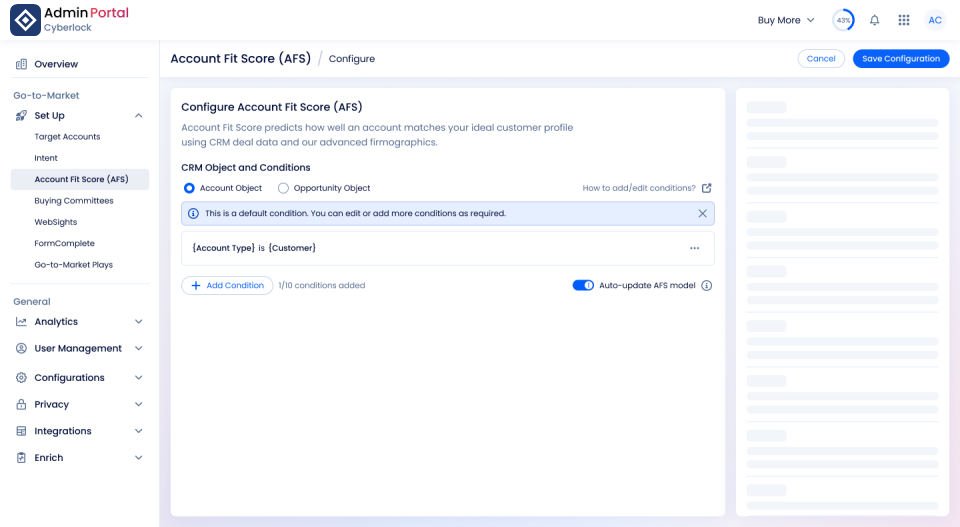 Admin Portal
Cyberlock
Buy More
43%
AC
Overview
Go-to-Market
Set Up
Target Accounts
Intent
Account Fit Score (AFS)
Buying Committees
WebSights
FormComplete
Go-to-Market Plays
General
Analytics
User Management
Configurations
Privacy
Integrations
Enrich
Account Fit Score (AFS) / Configure
Cancel
Save Configuration
Configure Account Fit Score (AFS)
Account Fit Score predicts how well an account matches your ideal customer profile
using CRM deal data and our advanced firmographics.
CRM Object and Conditions
Account Object
Opportunity Object
How to add/edit conditions?
This is a default condition. You can edit or add more conditions as required.
{Account Type} is {Customer}
Add Condition
1/10 conditions added
Auto-update AFS model